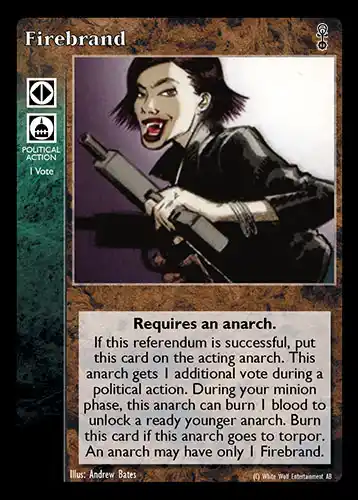 Firebrand
POLITICAL
ACTION
1 Vote
Requires an anarch.
If this referendum is successful, put
this card on the acting anarch. This
anarch gets 1 additional vote during a
political action. During your minion
phase, this anarch can burn 1 blood to
unlock a ready younger anarch. Burn
this card if this anarch goes to torpor.
An anarch may have only 1 Firebrand.
Illus: Andrew Bates
(C) White Wolf Entertainment AB